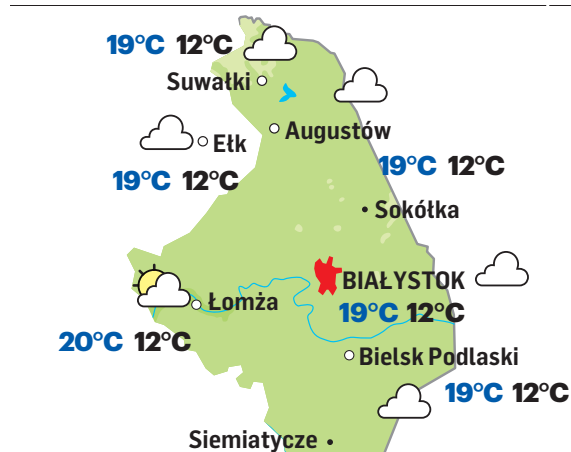 19°C 12°C
Suwałki
Augustów
Ełk
19°C 12°C
19°C 12°C
Sokółka
BIAŁYSTOK
19°C 12°C
Łomża
20°C 12°C
Bielsk Podlaski
19°C 12°C
Siemiatycze